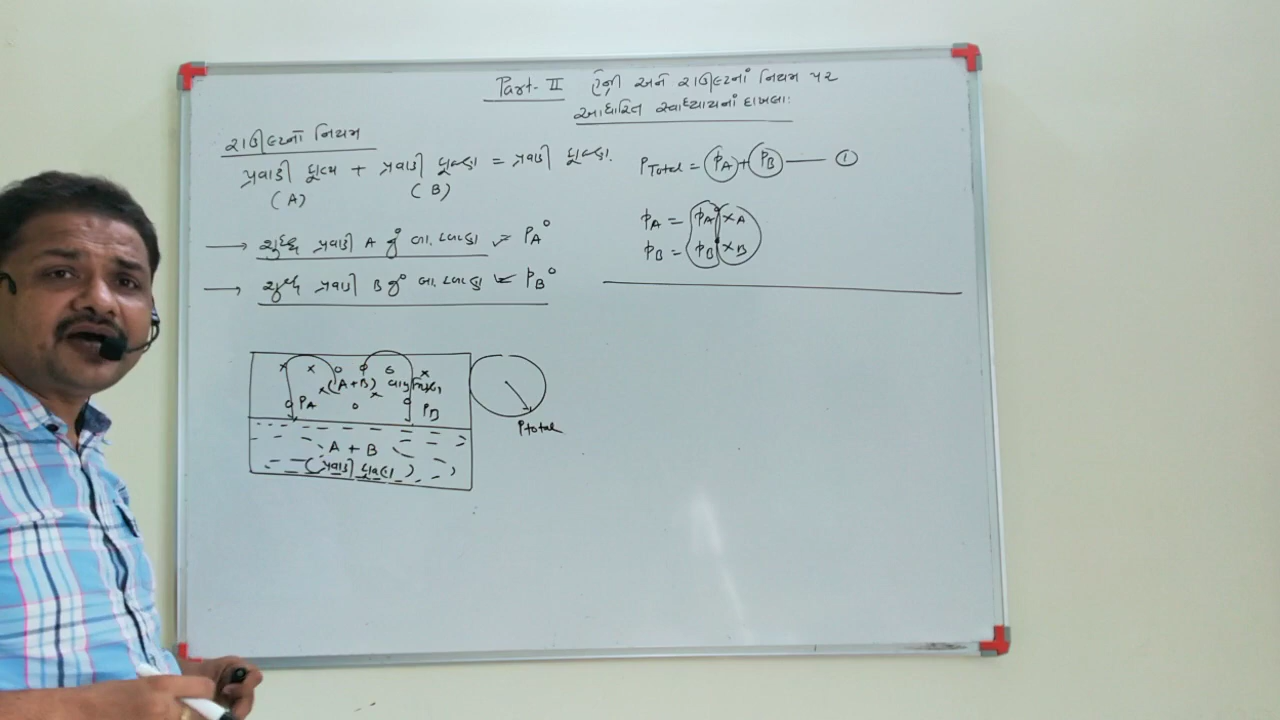 Part- II હેન્રી અને રાઉલ્ટનાં નિયમ પર
આધારિત સ્વાધ્યાયનાં દાખલા:
રાઉલ્ટનો નિયમ
પ્રવાહી દ્રાવ્ય + પ્રવાહી દ્રાવક = પ્રવાહી દ્રાવણ.
(A) (B)
→ શુદ્ધ પ્રવાહી A નું બા. દબાણ = PA°
→ શુદ્ધ પ્રવાહી B નું બા. દબાણ = PB°
PTotal = PA + PB —— ①
PA = PA° XA
PB = PB° XB
(A+B)
PA PB
Ptotal
A + B
(પ્રવાહી દ્રાવણ)